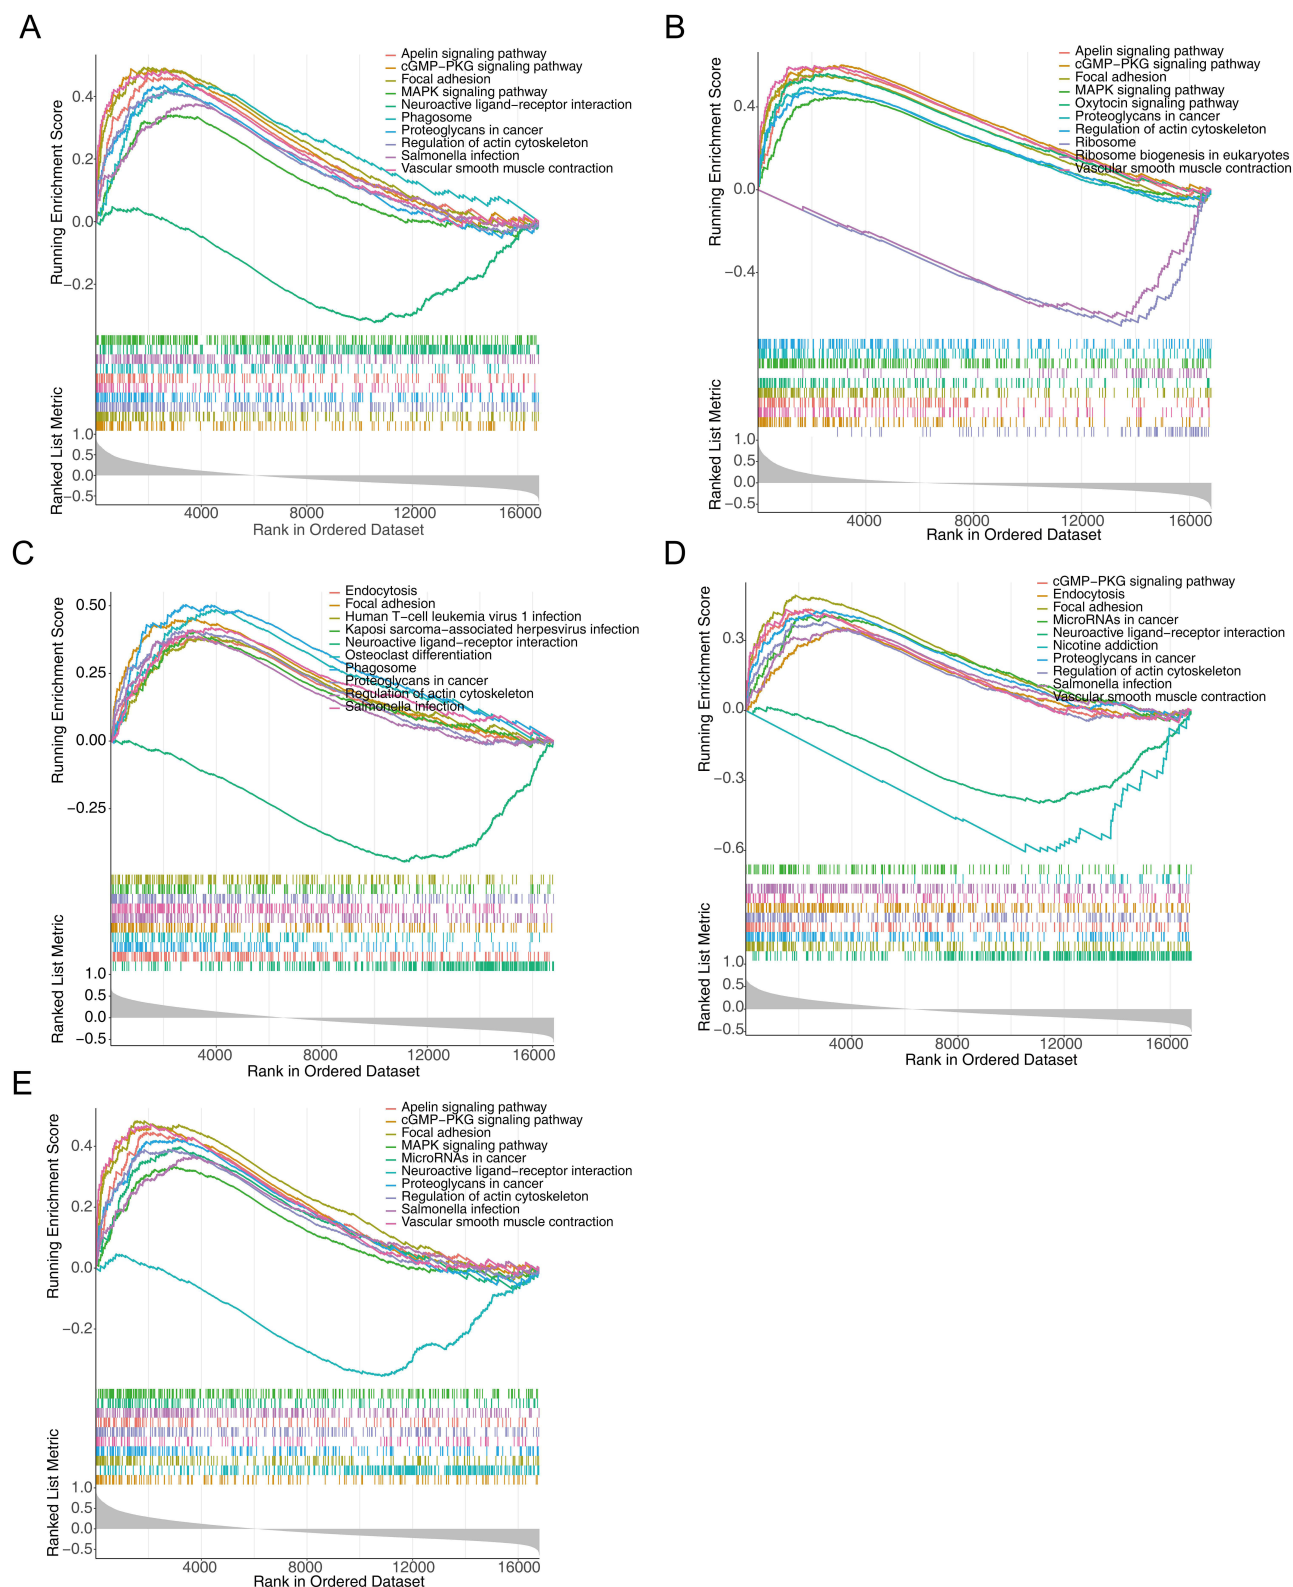 A
Running Enrichment Score
0.4
0.2
0.0
−0.2
Apelin signaling pathway
cGMP−PKG signaling pathway
Focal adhesion
MAPK signaling pathway
Neuroactive ligand−receptor interaction
Phagosome
Proteoglycans in cancer
Regulation of actin cytoskeleton
Salmonella infection
Vascular smooth muscle contraction
Ranked List Metric
1.0
0.5
0.0
−0.5
4000 8000 12000 16000
Rank in Ordered Dataset
B
Running Enrichment Score
0.4
0.0
−0.4
Apelin signaling pathway
cGMP−PKG signaling pathway
Focal adhesion
MAPK signaling pathway
Oxytocin signaling pathway
Proteoglycans in cancer
Regulation of actin cytoskeleton
Ribosome
Ribosome biogenesis in eukaryotes
Vascular smooth muscle contraction
Ranked List Metric
1.0
0.5
0.0
−0.5
4000 8000 12000 16000
Rank in Ordered Dataset
C
Running Enrichment Score
0.50
0.25
0.00
−0.25
Endocytosis
Focal adhesion
Human T−cell leukemia virus 1 infection
Kaposi sarcoma−associated herpesvirus infection
Neuroactive ligand−receptor interaction
Osteoclast differentiation
Phagosome
Proteoglycans in cancer
Regulation of actin cytoskeleton
Salmonella infection
Ranked List Metric
1.0
0.5
0.0
−0.5
4000 8000 12000 16000
Rank in Ordered Dataset
D
Running Enrichment Score
0.3
0.0
−0.3
−0.6
cGMP−PKG signaling pathway
Endocytosis
Focal adhesion
MicroRNAs in cancer
Neuroactive ligand−receptor interaction
Nicotine addiction
Proteoglycans in cancer
Regulation of actin cytoskeleton
Salmonella infection
Vascular smooth muscle contraction
Ranked List Metric
1.0
0.5
0.0
−0.5
4000 8000 12000 16000
Rank in Ordered Dataset
E
Running Enrichment Score
0.4
0.2
0.0
−0.2
Apelin signaling pathway
cGMP−PKG signaling pathway
Focal adhesion
MAPK signaling pathway
MicroRNAs in cancer
Neuroactive ligand−receptor interaction
Proteoglycans in cancer
Regulation of actin cytoskeleton
Salmonella infection
Vascular smooth muscle contraction
Ranked List Metric
1.0
0.5
0.0
−0.5
4000 8000 12000 16000
Rank in Ordered Dataset